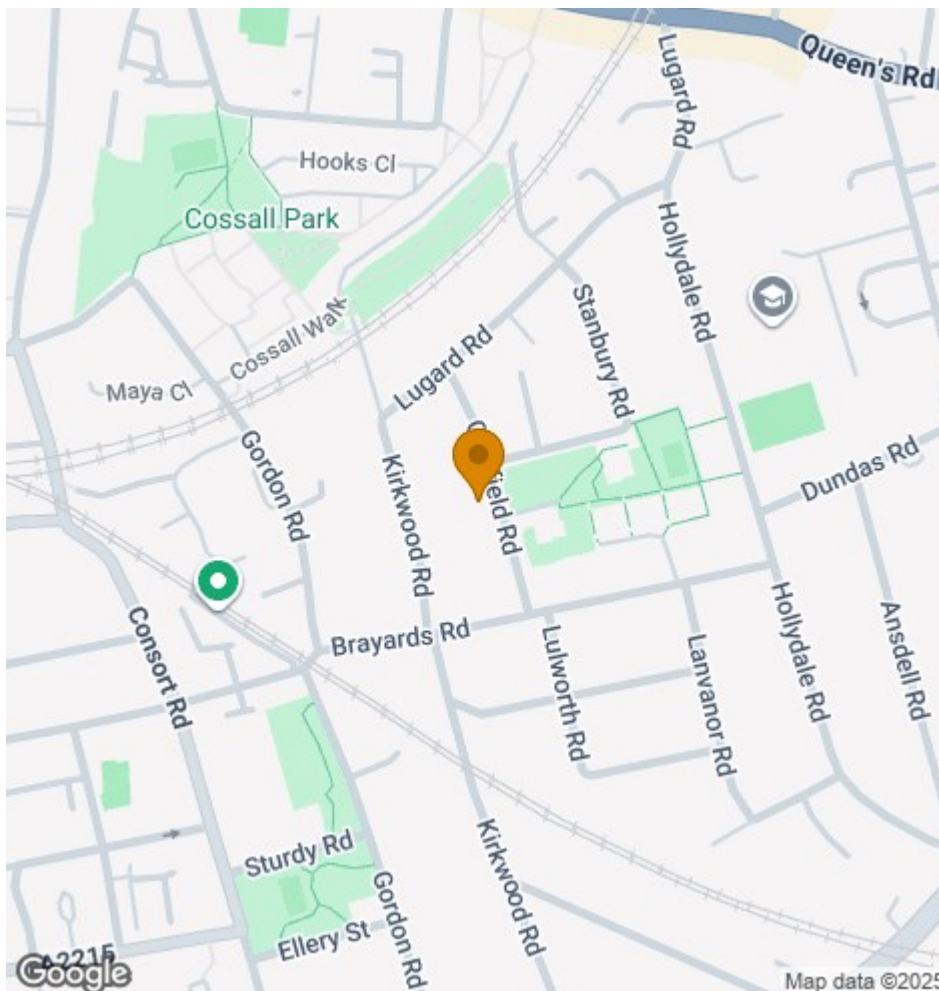 Queen's Rd
Lugard Rd
Hooks Cl
Cossall Park
Hollydale Rd
Stanbury Rd
Cossall Walk
Lugard Rd
Maya Cl
Gordon Rd
Kirkwood Rd
field Rd
Dundas Rd
Consort Rd
Brayards Rd
Lulworth Rd
Lanvanor Rd
Hollydale Rd
Ansdell Rd
Sturdy Rd
Kirkwood Rd
Gordon Rd
Ellery St
A2215
Google
Map data ©2025